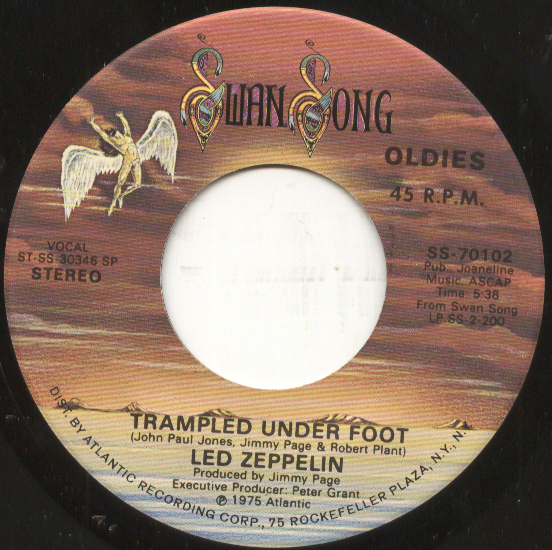 SWAN SONG
OLDIES
45 R.P.M.
VOCAL
ST-SS 30346 SP
STEREO
SS-70102
Pub., Joaneline
Music, ASCAP
Time: 5:38
From Swan Song
LP SS-2-200
TRAMPLED UNDER FOOT
(John Paul Jones, Jimmy Page & Robert Plant)
LED ZEPPELIN
Produced by Jimmy Page
Executive Producer: Peter Grant
℗ 1975 Atlantic
DIST. BY ATLANTIC RECORDING CORP., 75 ROCKEFELLER PLAZA, N.Y., N.Y.